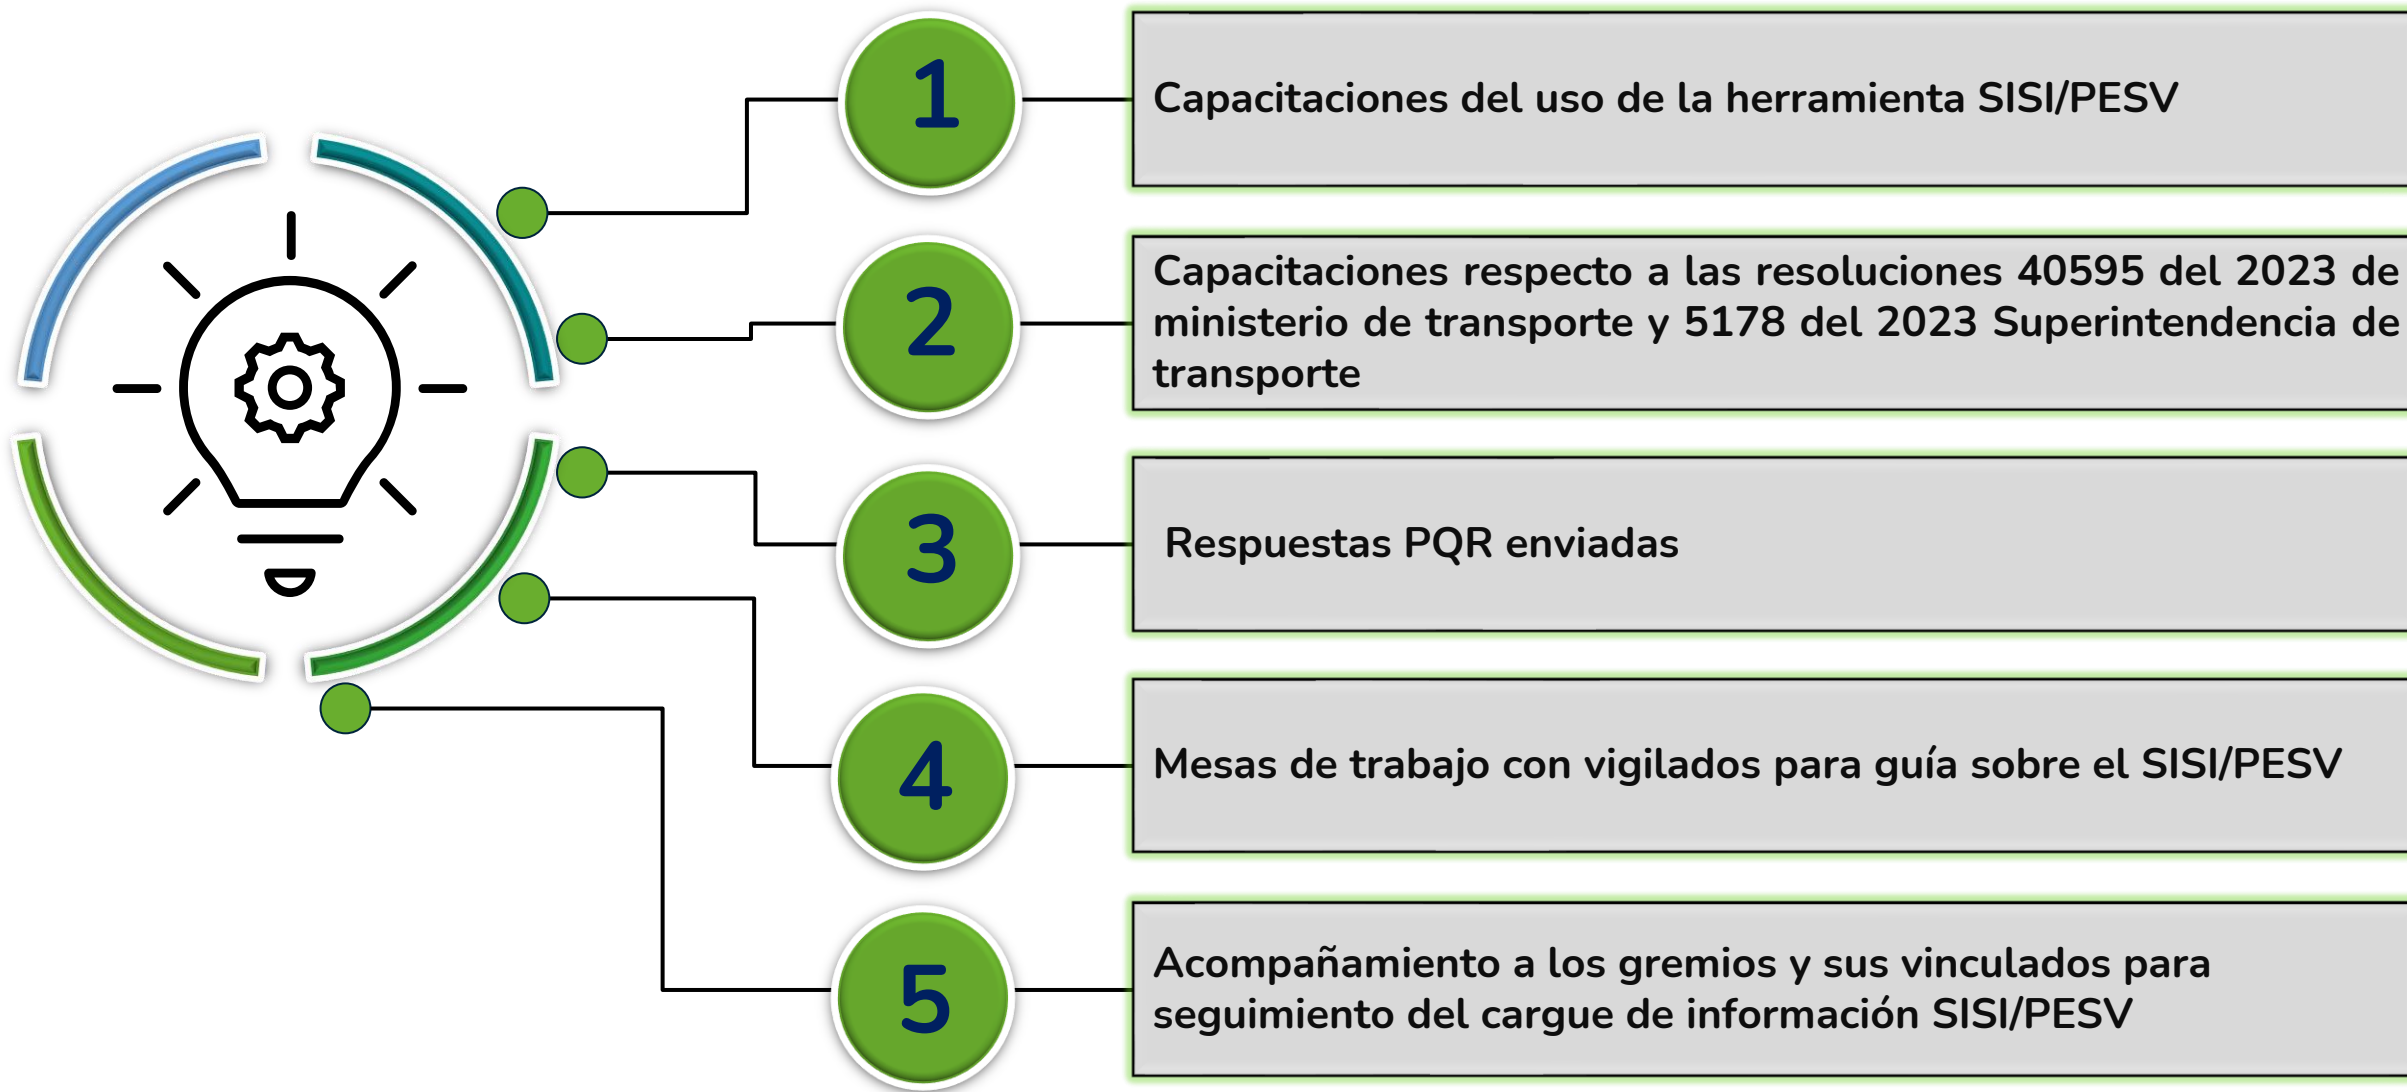 1
Capacitaciones del uso de la herramienta SISI/PESV
2
Capacitaciones respecto a las resoluciones 40595 del 2023 de
ministerio de transporte y 5178 del 2023 Superintendencia de
transporte
3
Respuestas PQR enviadas
4
Mesas de trabajo con vigilados para guía sobre el SISI/PESV
5
Acompañamiento a los gremios y sus vinculados para
seguimiento del cargue de información SISI/PESV